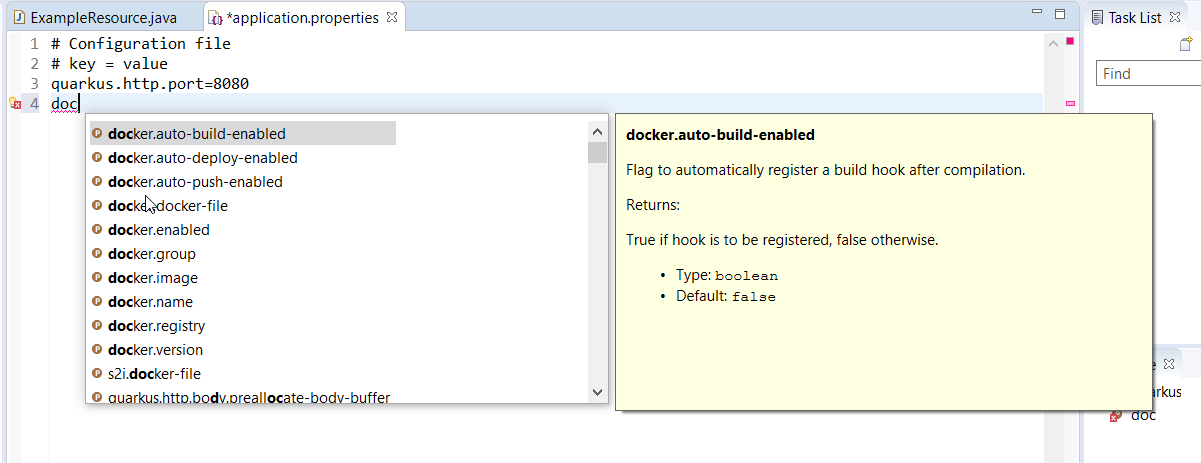 ExampleResource.java
*application.properties
Task List
1 # Configuration file
2 # key = value
3 quarkus.http.port=8080
4 doc
Find
docker.auto-build-enabled
docker.auto-deploy-enabled
docker.auto-push-enabled
docker.docker-file
docker.enabled
docker.group
docker.image
docker.name
docker.registry
docker.version
s2i.docker-file
quarkus.http.body.preallocate-body-buffer
docker.auto-build-enabled
Flag to automatically register a build hook after compilation.
Returns:
True if hook is to be registered, false otherwise.
• Type: boolean
• Default: false
e
arkus
doc